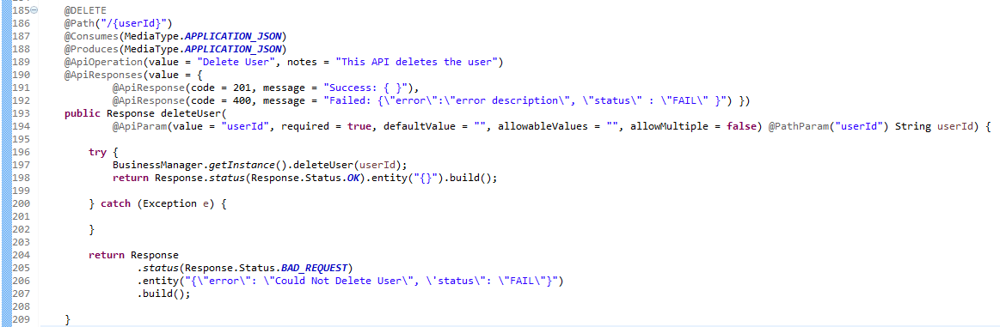 185 @DELETE
186 @Path("/{userId}")
187 @Consumes(MediaType.APPLICATION_JSON)
188 @Produces(MediaType.APPLICATION_JSON)
189 @ApiOperation(value = "Delete User", notes = "This API deletes the user")
190 @ApiResponses(value = {
191 @ApiResponse(code = 201, message = "Success: { }"),
192 @ApiResponse(code = 400, message = "Failed: {\"error\":\"error description\", \"status\" : \"FAIL\" }") })
193 public Response deleteUser(
194 @ApiParam(value = "userId", required = true, defaultValue = "", allowableValues = "", allowMultiple = false) @PathParam("userId") String userId) {
195
196 try {
197 BusinessManager.getInstance().deleteUser(userId);
198 return Response.status(Response.Status.OK).entity("{}").build();
199
200 } catch (Exception e) {
201
202 }
203
204 return Response
205 .status(Response.Status.BAD_REQUEST)
206 .entity("{\"error\": \"Could Not Delete User\", \'status\": \"FAIL\"}")
207 .build();
208
209 }